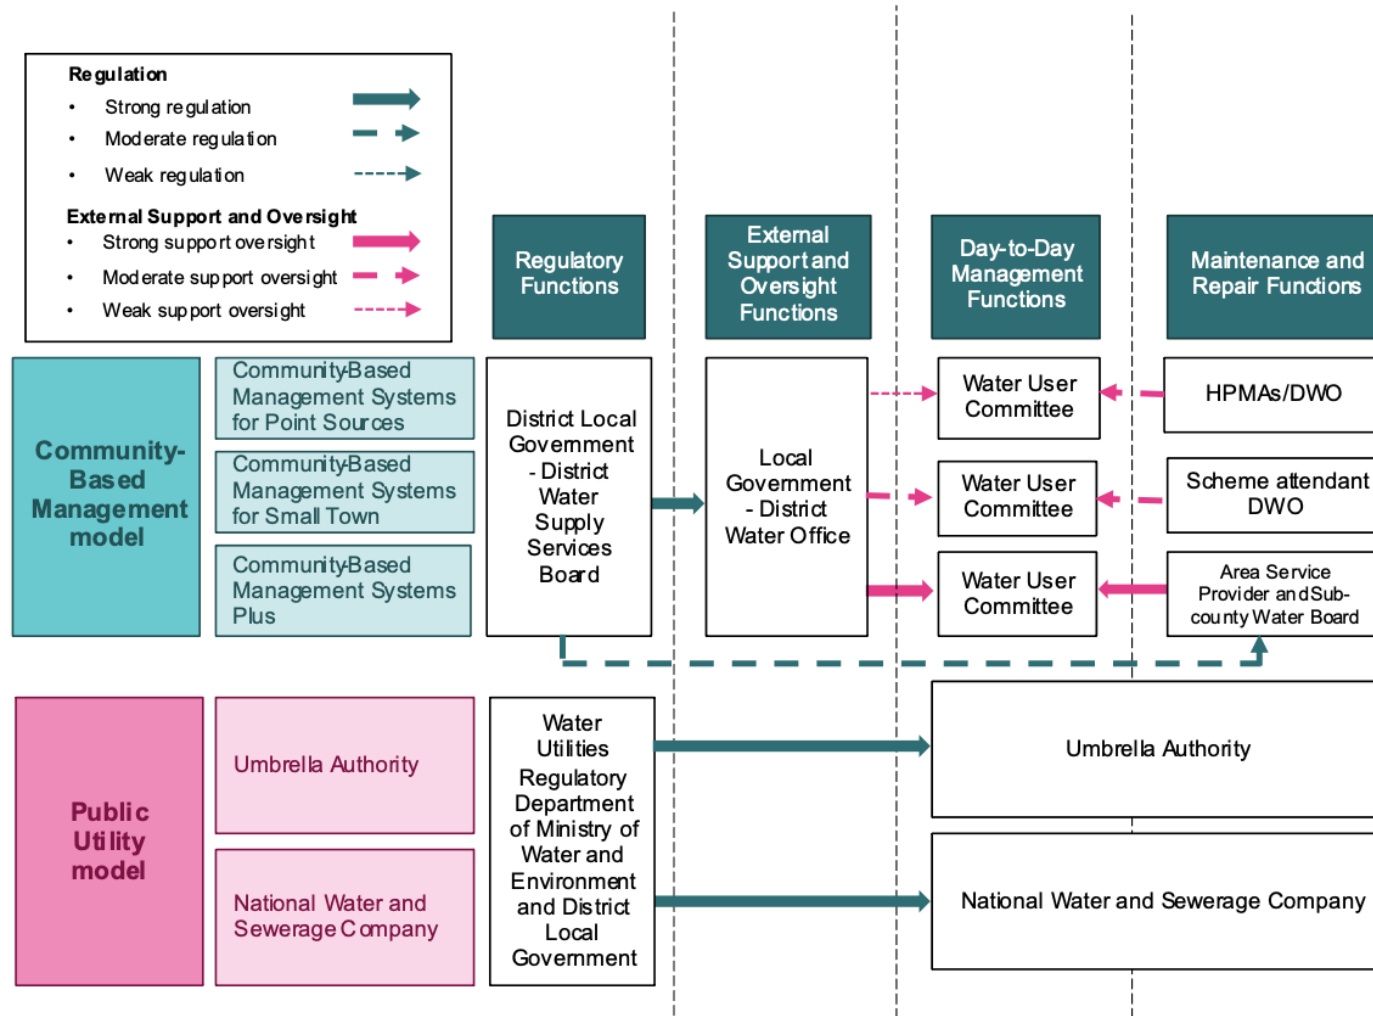 Regulation
• Strong regulation
• Moderate regulation
• Weak regulation
External Support and Oversight
• Strong support oversight
• Moderate support oversight
• Weak support oversight
Regulatory
Functions
External
Support and
Oversight
Functions
Day-to-Day
Management
Functions
Maintenance and
Repair Functions
Community-
Based
Management
model
Community-Based
Management Systems
for Point Sources
Community-Based
Management Systems
for Small Town
Community-Based
Management Systems
Plus
District Local
Government
- District
Water
Supply
Services
Board
Local
Government
- District
Water Office
Water User
Committee
HPMAs/DWO
Water User
Committee
Scheme attendant
DWO
Water User
Committee
Area Service
Provider and Sub-
county Water Board
Public
Utility
model
Umbrella Authority
National Water and
Sewerage Company
Water
Utilities
Regulatory
Department
of Ministry of
Water and
Environment
and District
Local
Government
Umbrella Authority
National Water and Sewerage Company